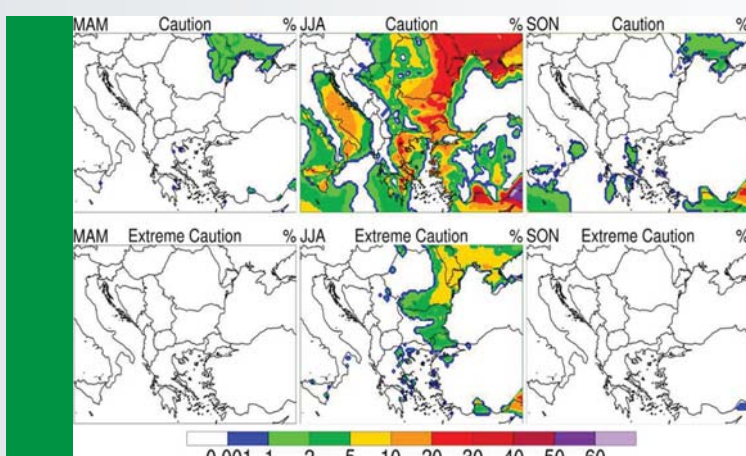 MAM Caution % JJA Caution % SON Caution %
MAM Extreme Caution % JJA Extreme Caution % SON Extreme Caution %
0.001 1 2 5 10 20 30 40 50 60